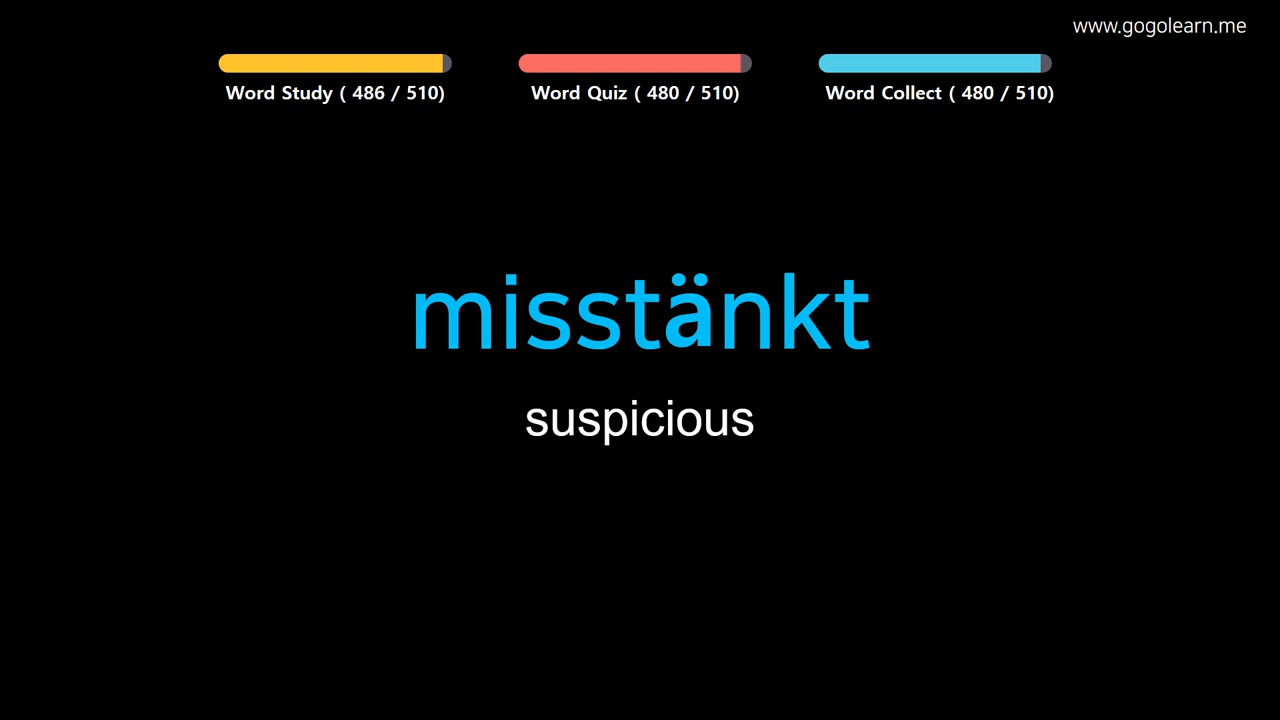 www.gogolearn.me
Word Study ( 486 / 510)
Word Quiz ( 480 / 510)
Word Collect ( 480 / 510)
misstänkt
suspicious